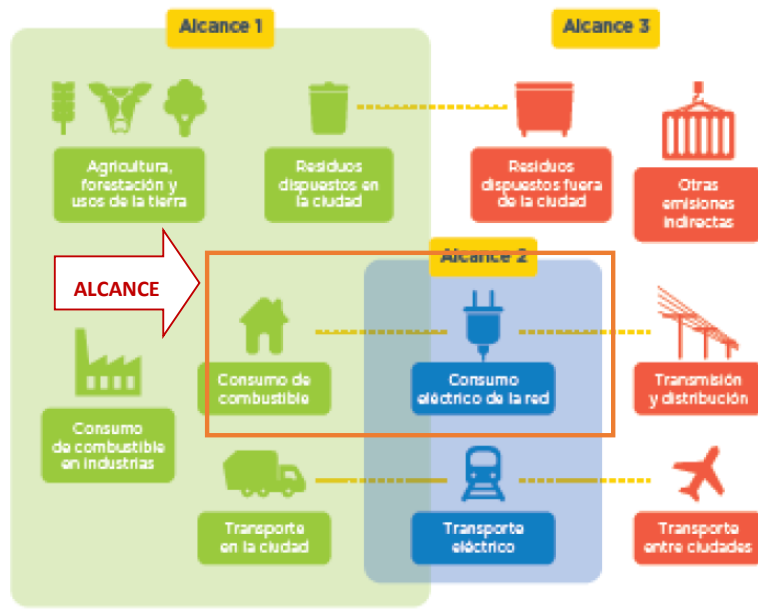 Alcance 1
Alcance 3
Agricultura,
forestación y
usos de la tierra
Residuos
dispuestos en
la ciudad
Residuos
dispuestos fuera
de la ciudad
Otras
emisiones
indirectas
Alcance 2
ALCANCE
Consumo de
combustible
Consumo
eléctrico de la red
Transmisión
y distribución
Consumo
de combustible
en industrias
Transporte
en la ciudad
Transporte
eléctrico
Transporte
entre ciudades